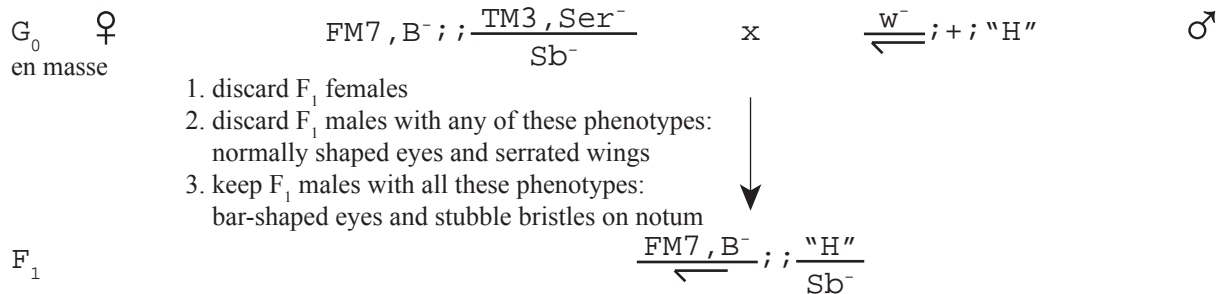 G₀ ♀ FM7,B⁻;;TM3,Ser⁻/Sb⁻ x w⁻/↽;+;“H” ♂
en masse
1. discard F₁ females
2. discard F₁ males with any of these phenotypes:
normally shaped eyes and serrated wings
3. keep F₁ males with all these phenotypes:
bar-shaped eyes and stubble bristles on notum
F₁ FM7,B⁻/↽;;“H”/Sb⁻